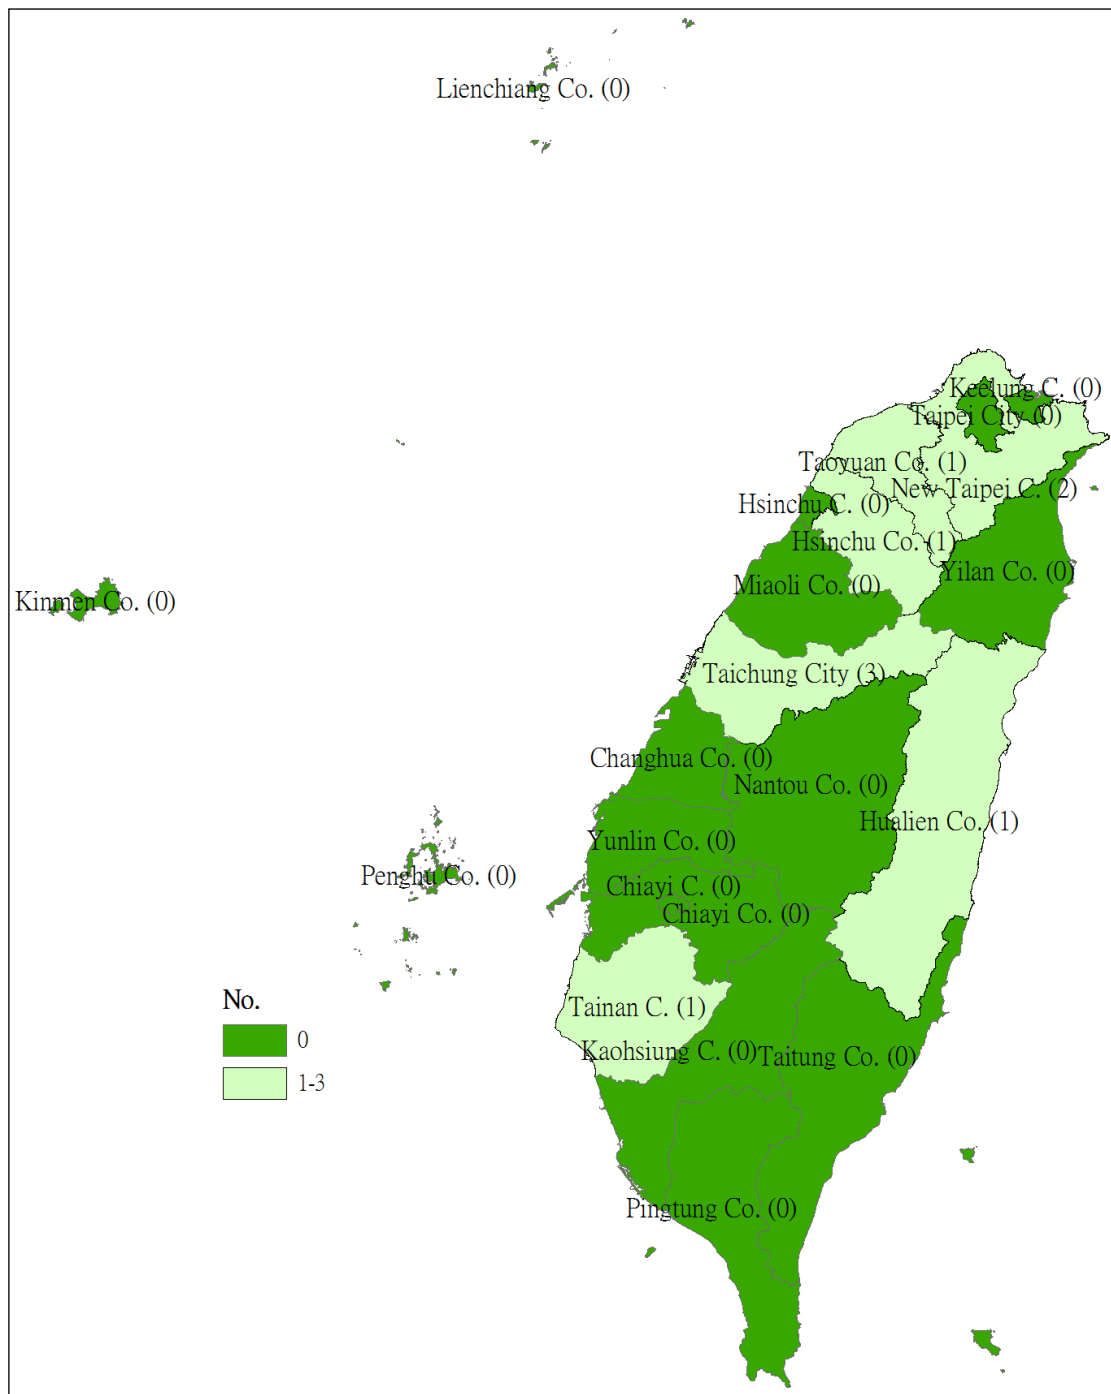 Lienchiang Co. (0)
Keelung C. (0)
Taipei City (0)
Taoyuan Co. (1)
New Taipei C. (2)
Hsinchu C. (0)
Hsinchu Co. (1)
Yilan Co. (0)
Miaoli Co. (0)
Kinmen Co. (0)
Taichung City (3)
Changhua Co. (0)
Nantou Co. (0)
Hualien Co. (1)
Yunlin Co. (0)
Penghu Co. (0)
Chiayi C. (0)
Chiayi Co. (0)
No.
0
1-3
Tainan C. (1)
Kaohsiung C. (0)
Taitung Co. (0)
Pingtung Co. (0)